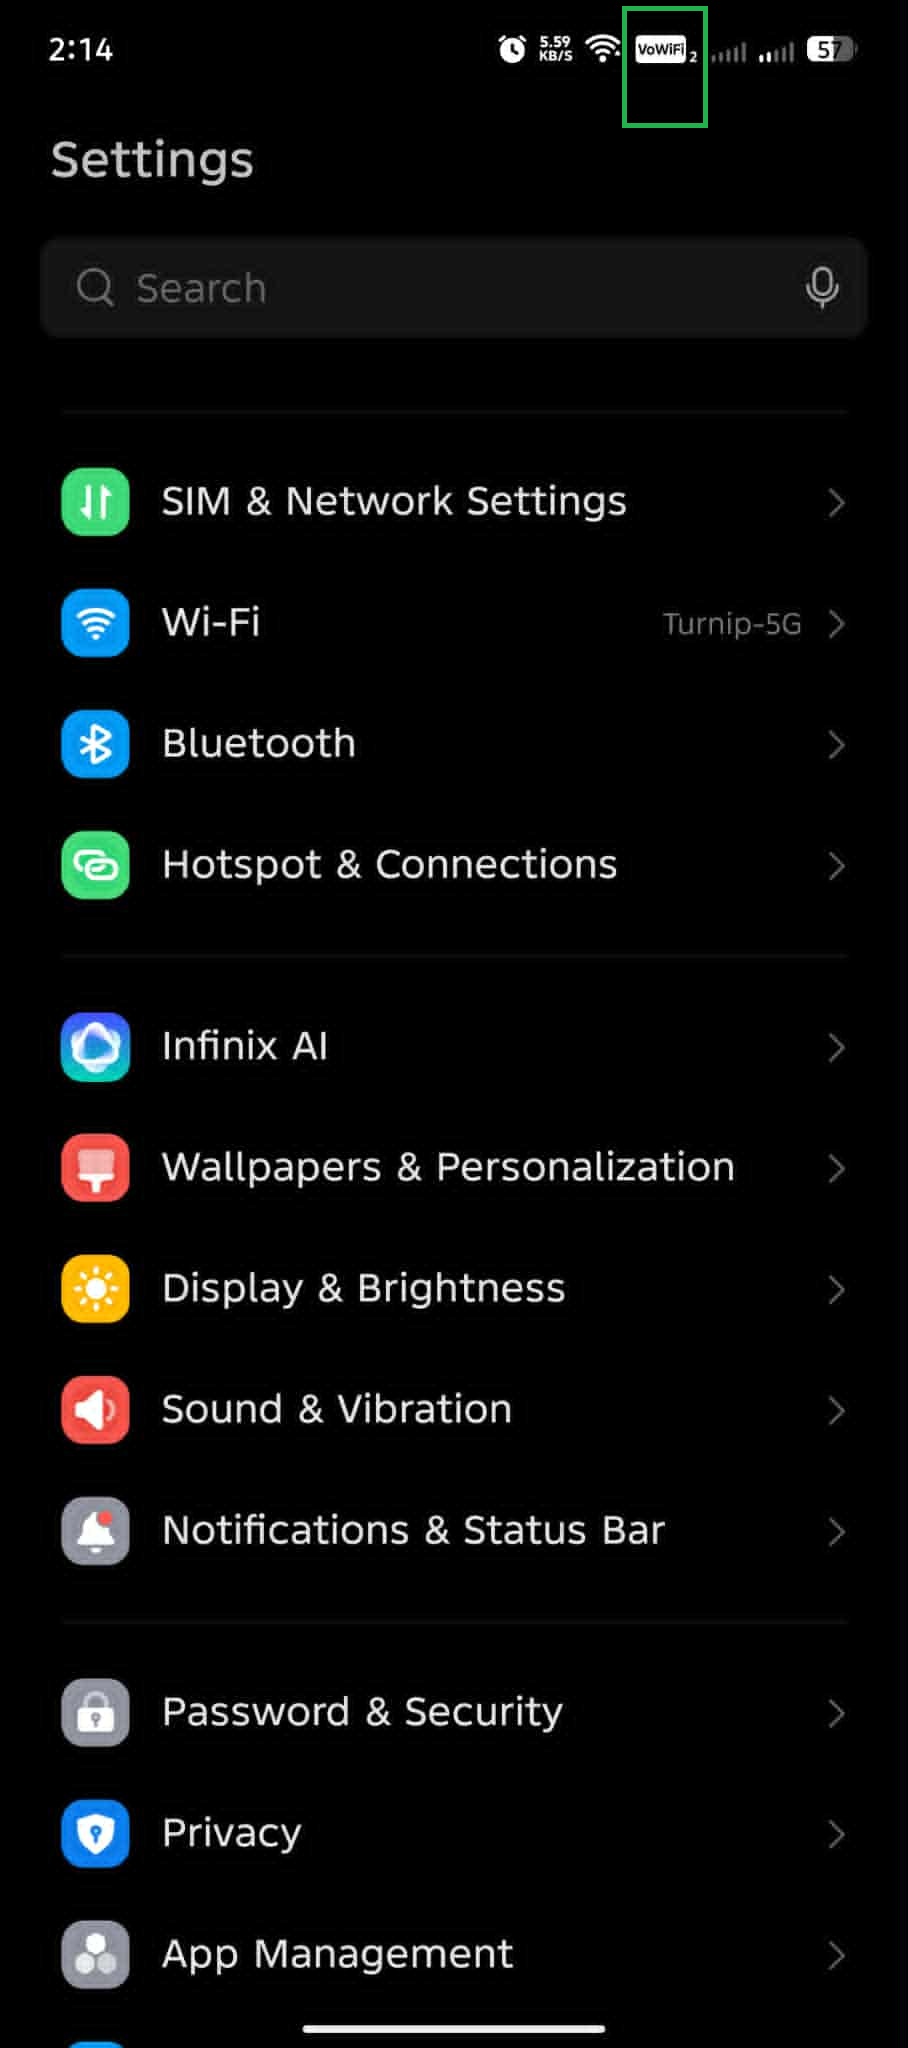 2:14
5.59
KB/S
VoWiFi 2
57
Settings
Search
SIM & Network Settings
Wi-Fi
Turnip-5G
Bluetooth
Hotspot & Connections
Infinix AI
Wallpapers & Personalization
Display & Brightness
Sound & Vibration
Notifications & Status Bar
Password & Security
Privacy
App Management